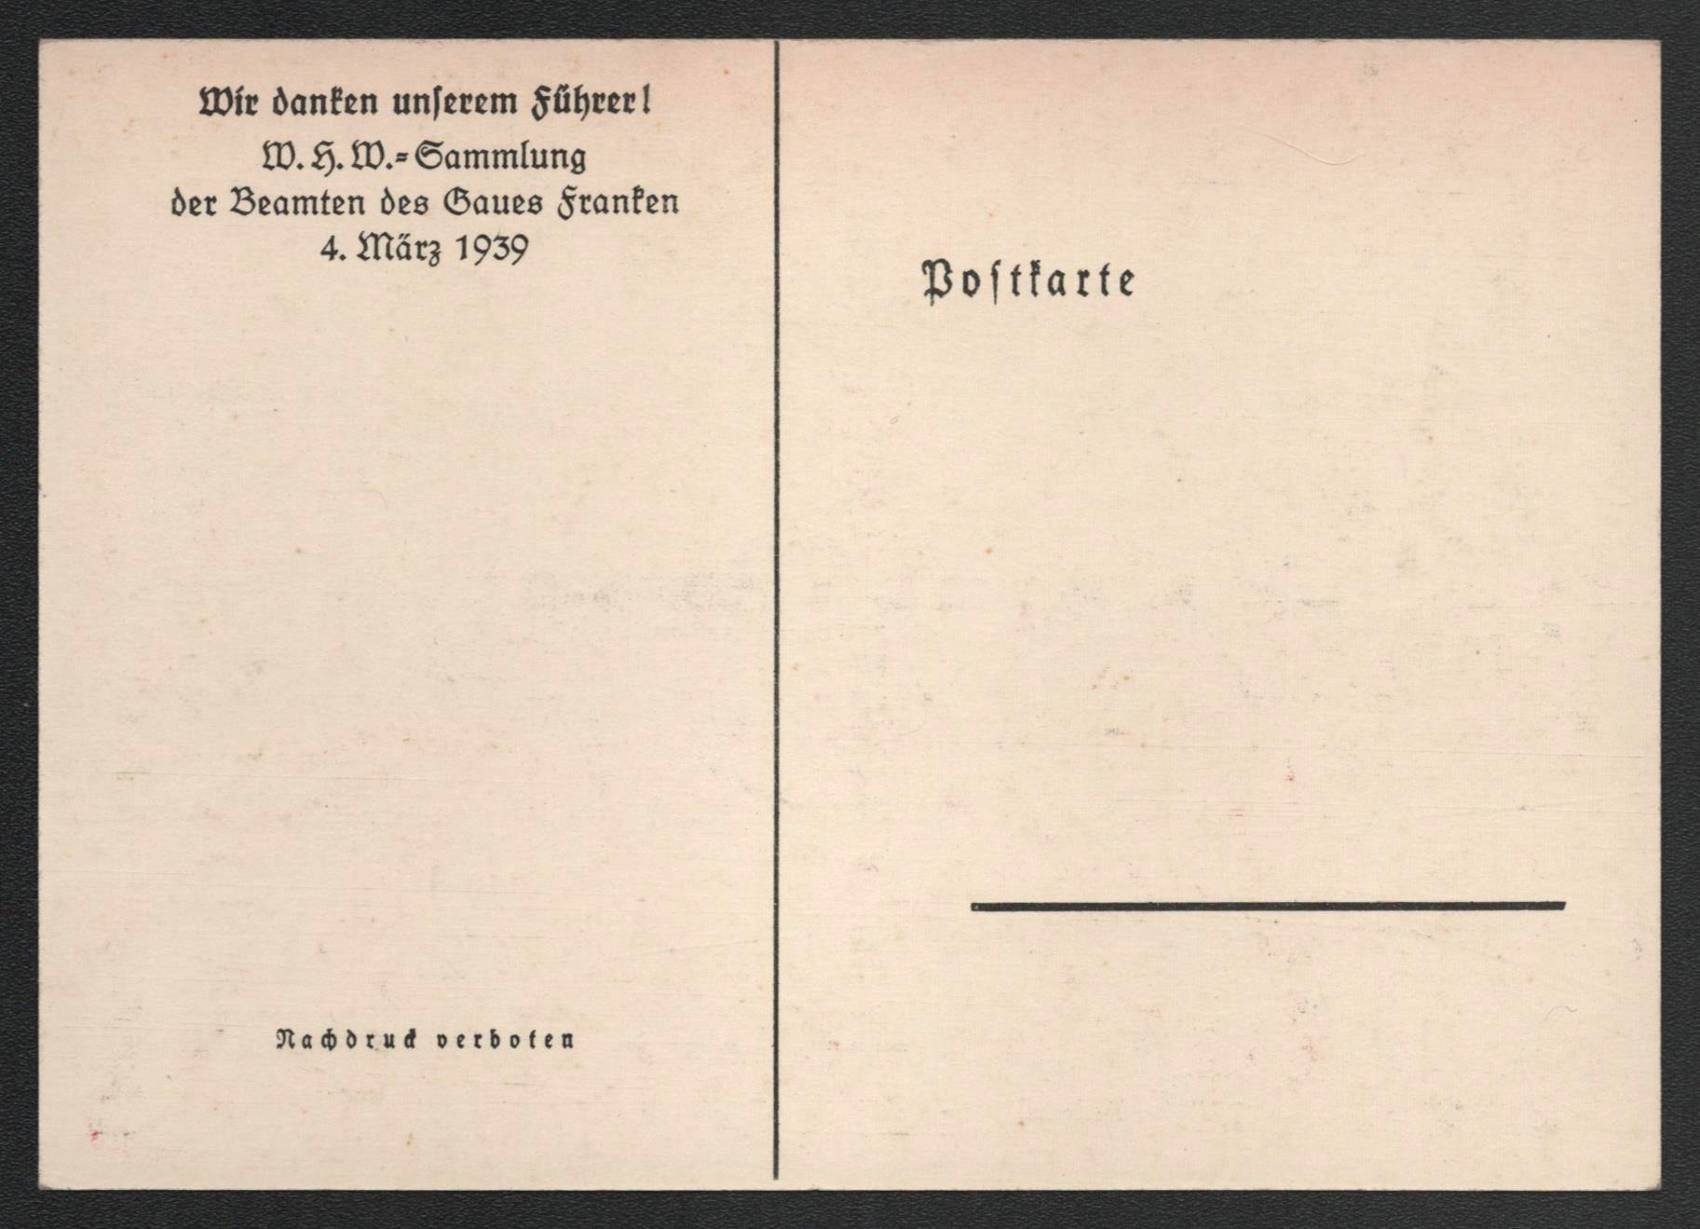 Wir danken unſerem Führer!
W. H. W.⸗Sammlung
der Beamten des Gaues Franken
4. März 1939
Poſtkarte
Nachdruck verboten